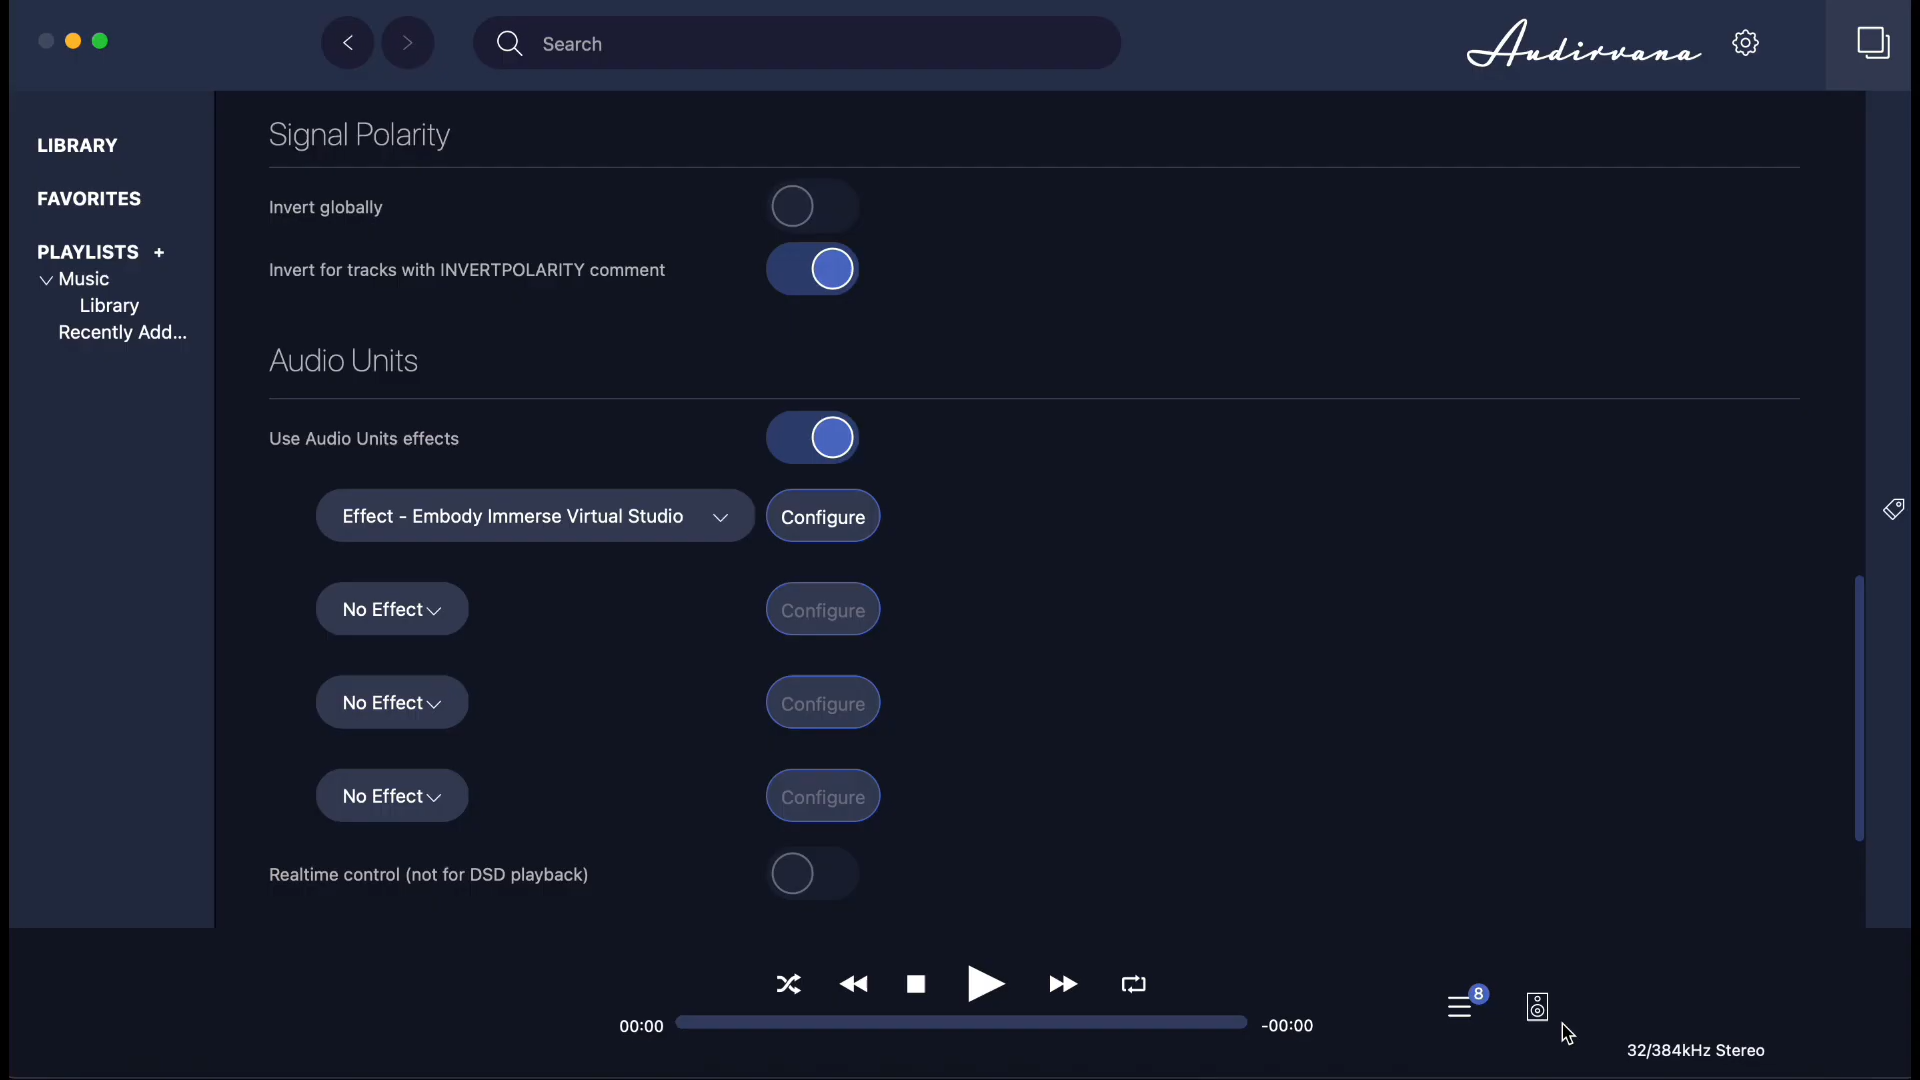 Search
Audirvana
LIBRARY
FAVORITES
PLAYLISTS +
Music
Library
Recently Add...
Signal Polarity
Invert globally
Invert for tracks with INVERTPOLARITY comment
Audio Units
Use Audio Units effects
Effect - Embody Immerse Virtual Studio
Configure
No Effect
Configure
No Effect
Configure
No Effect
Configure
Realtime control (not for DSD playback)
8
00:00
-00:00
32/384kHz Stereo